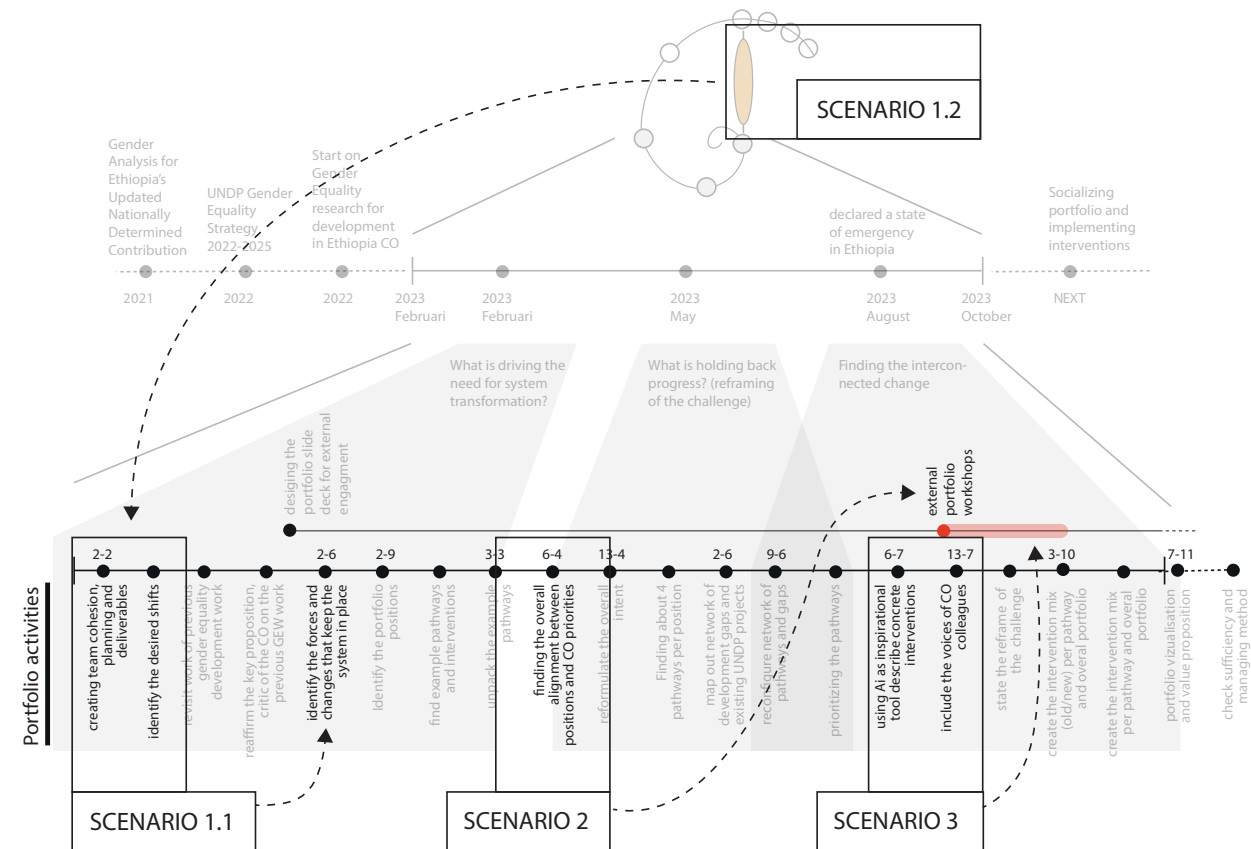 SCENARIO 1.2
Gender
Analysis for
Ethiopia's
Updated
Nationally
Determined
Contribution
UNDP Gender
Equality
Strategy
2022-2025
Start on
Gender
Equality
research for
development
in Ethiopia CO
declared a state
of emergency
in Ethiopia
Socializing
portfolio and
implementing
interventions
2021
2022
2022
2023
Februari
2023
Februari
2023
May
2023
August
2023
October
NEXT
What is driving the
need for system
transformation?
What is holding back
progress? (reframing
of the challenge)
Finding the intercon-
nected change
desiging the
portfolio slide
deck for external
engagment
external
portfolio
workshops
2-2
2-6
2-9
3-3
6-4
13-4
2-6
9-6
6-7
13-7
3-10
7-11
Portfolio activities
creating team cohesion,
planning and
deliverables
identify the desired shifts
revisit work of previous
gender equality
development work
reaffirm the key proposition,
critic of the CO on the
previous GEW work
identify the forces and
changes that keep the
system in place
Identify the portfolio
positions
find example pathways
and interventions
unpack the example
pathways
finding the overall
alignment between
positions and CO priorities
reformulate the overall
intent
Finding about 4
pathways per position
map out network of
development gaps and
existing UNDP projects
reconfigure network of
pathways and gaps
prioritizing the pathways
using Ai as inspirational
tool describe concrete
interventions
include the voices of CO
colleagues
state the reframe of
the challenge
create the intervention mix
(old/new) per pathway
and overal portfolio
create the intervention mix
per pathway and overal
portfolio
portfolio vizualisation
and value proposition
check sufficiency and
managing method
SCENARIO 1.1
SCENARIO 2
SCENARIO 3